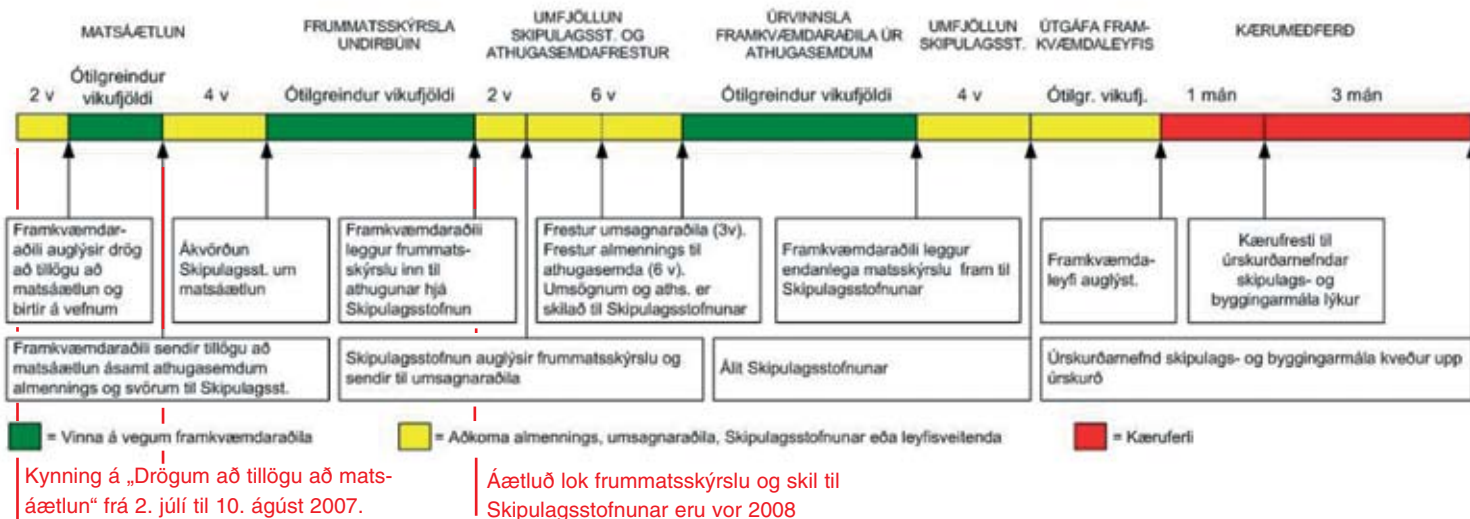 MATSÁÆTLUN
FRUMMATSSKÝRSLA
UNDIRBÚIN
UMFJÖLLUN
SKIPULAGSST. OG
ATHUGASEMDAFRESTUR
ÚRVINNSLA
FRAMKVÆMDARAÐILA ÚR
ATHUGASEMDUM
UMFJÖLLUN
SKIPULAGSST.
ÚTGÁFA FRAM-
KVÆMDALEYFIS
KÆRUMEÐFERÐ
2 v
Ótilgreindur
vikufjöldi
4 v
Ótilgreindur vikufjöldi
2 v
6 v
Ótilgreindur vikufjöldi
4 v
Ótilgr. vikufj.
1 mán
3 mán
Framkvæmdar-
aðili auglýsir drög
að tillögu að
matsáætlun og
birtir á vefnum
Ákvörðun
Skipulagsst. um
matsáætlun
Framkvæmdaraðili
leggur frummats-
skýrslu inn til
athugunar hjá
Skipulagsstofnun
Frestur umsagnaraðila (3v).
Frestur almennings til
athugasemda (6 v).
Umsögnum og aths. er
skilað til Skipulagsstofnunar
Framkvæmdaraðili leggur
endanlega matsskýrslu fram til
Skipulagsstofnunar
Framkvæmda-
leyfi auglýst.
Kærufresti til
úrskurðarnefndar
skipulags- og
byggingarmála lýkur
Framkvæmdaraðili sendir tillögu að
matsáætlun ásamt athugasemdum
almennings og svörum til Skipulagsst.
Skipulagsstofnun auglýsir frummatsskýrslu og
sendir til umsagnaraðila
Álit Skipulagsstofnunar
Úrskurðarnefnd skipulags- og byggingarmála kveður upp
úrskurð
= Vinna á vegum framkvæmdaraðila
= Aðkoma almennings, umsagnaraðila, Skipulagsstofnunar eða leyfisveitenda
= Kæruferli
Kynning á „Drögum að tillögu að mats-
áætlun“ frá 2. júlí til 10. ágúst 2007.
Áætluð lok frummatsskýrslu og skil til
Skipulagsstofnunar eru vor 2008